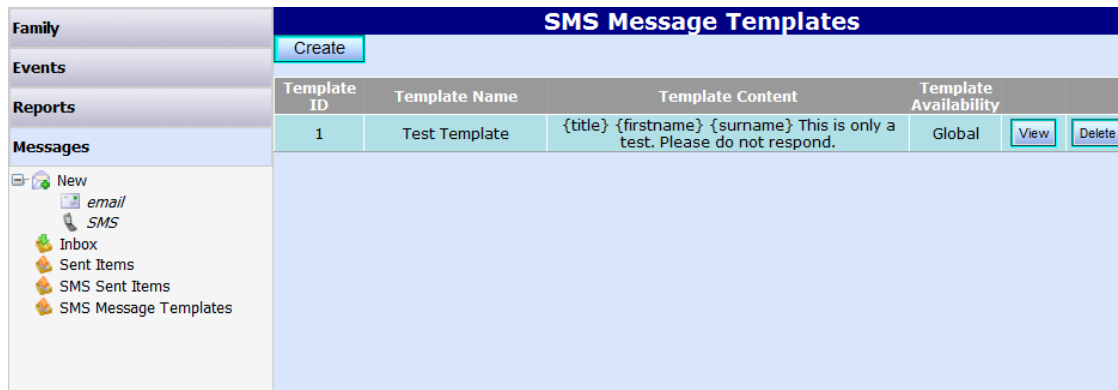 Family
Events
Reports
Messages
New
email
SMS
Inbox
Sent Items
SMS Sent Items
SMS Message Templates
SMS Message Templates
Create
Template ID
Template Name
Template Content
Template Availability
1
Test Template
{title} {firstname} {surname} This is only a
test. Please do not respond.
Global
View
Delete